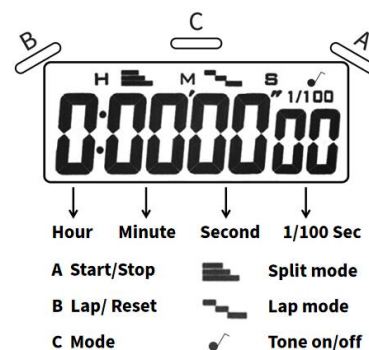 C
B
A
H M S
1/100
0:00'00"00
Hour Minute Second 1/100 Sec
A Start/Stop Split mode
B Lap/ Reset Lap mode
C Mode Tone on/off